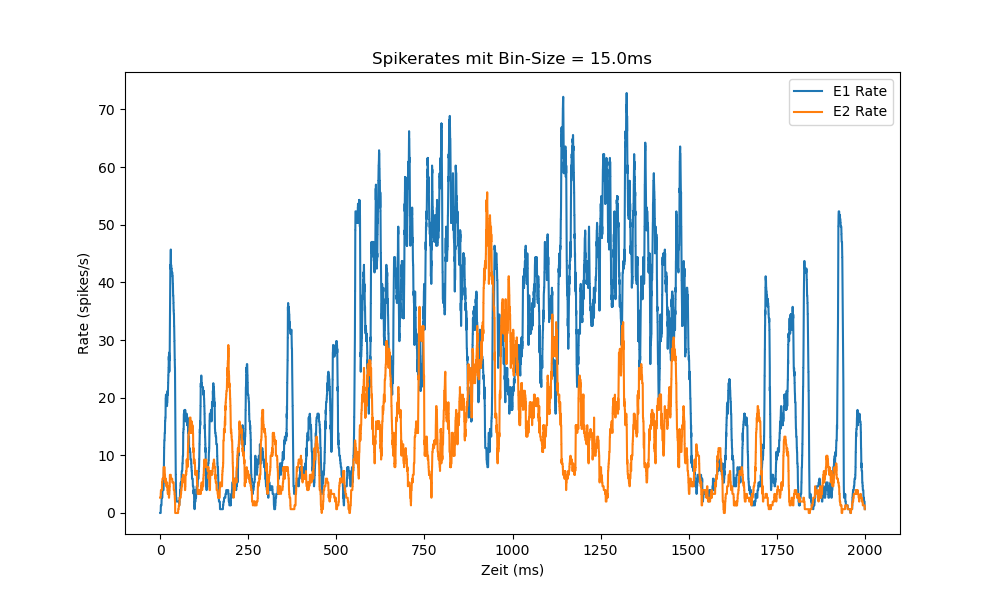 Spikerates mit Bin-Size = 15.0ms
E1 Rate
E2 Rate
Rate (spikes/s)
70
60
50
40
30
20
10
0
0 250 500 750 1000 1250 1500 1750 2000
Zeit (ms)